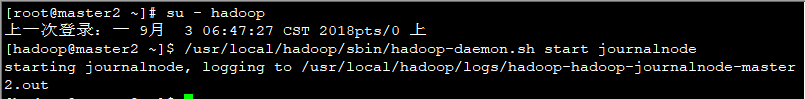 [root@master2 ~]# su - hadoop
上一次登录：一 9月  3 06:47:27 CST 2018pts/0 上
[hadoop@master2 ~]$ /usr/local/hadoop/sbin/hadoop-daemon.sh start journalnode
starting journalnode, logging to /usr/local/hadoop/logs/hadoop-hadoop-journalnode-master
2.out